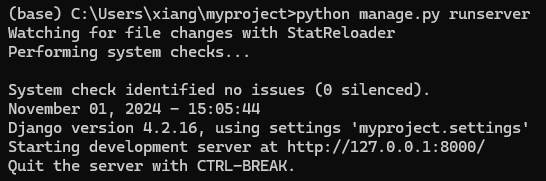 (base) C:\Users\xiang\myproject>python manage.py runserver
Watching for file changes with StatReloader
Performing system checks...

System check identified no issues (0 silenced).
November 01, 2024 - 15:05:44
Django version 4.2.16, using settings 'myproject.settings'
Starting development server at http://127.0.0.1:8000/
Quit the server with CTRL-BREAK.